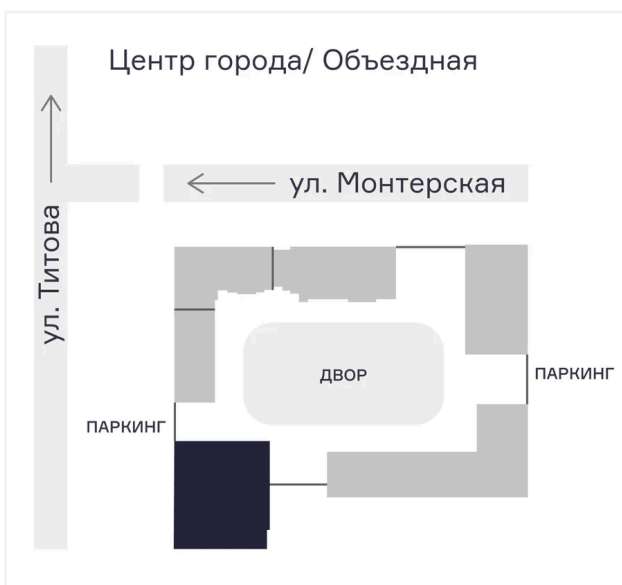 Центр города/ Объездная
ул. Монтерская
ул. Титова
ДВОР
ПАРКИНГ
ПАРКИНГ